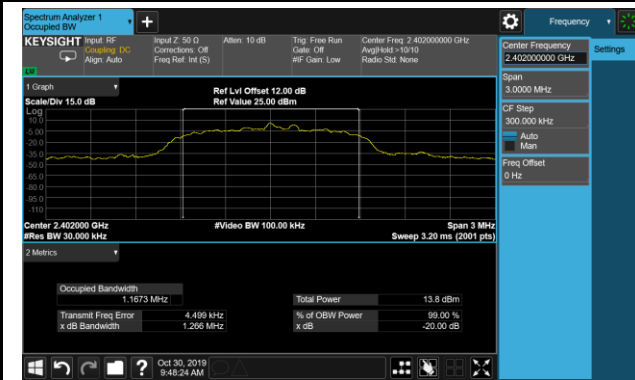 Spectrum Analyzer 1
Occupied BW
+
Frequency
KEYSIGHT
Input: RF
Coupling: DC
Align: Auto
Input Z: 50 Ω
Corrections: Off
Freq Ref: Int (S)
Atten: 10 dB
Trig: Free Run
Gate: Off
#IF Gain: Low
Center Freq: 2.402000000 GHz
Avg|Hold:>10/10
Radio Std: None
Center Frequency
2.402000000 GHz
Settings
Span
3.0000 MHz
CF Step
300.000 kHz
Auto
Man
Freq Offset
0 Hz
1 Graph
Scale/Div 15.0 dB
Ref Lvl Offset 12.00 dB
Ref Value 25.00 dBm
Log
10.0
-5.00
-20.0
-35.0
-50.0
-65.0
-80.0
-95.0
-110
Center 2.402000 GHz
#Video BW 100.00 kHz
Span 3 MHz
#Res BW 30.000 kHz
Sweep 3.20 ms (2001 pts)
2 Metrics
Occupied Bandwidth
1.1673 MHz
Total Power 13.8 dBm
Transmit Freq Error 4.499 kHz
% of OBW Power 99.00 %
x dB Bandwidth 1.266 MHz
x dB -20.00 dB
?
Oct 30, 2019
9:48:24 AM